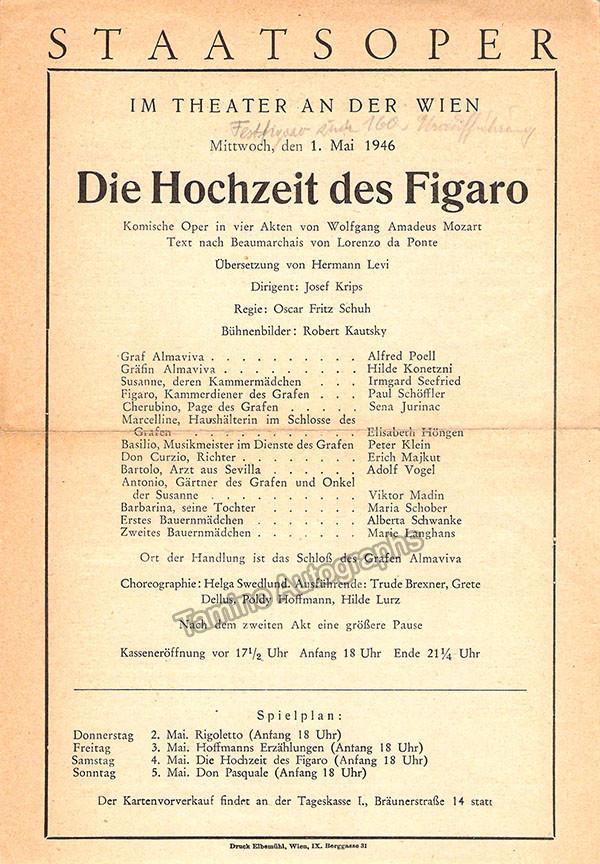 STAATSOPER
IM THEATER AN DER WIEN
Festfigaro zur 160. Uraufführung
Mittwoch, den 1. Mai 1946
Die Hochzeit des Figaro
Komische Oper in vier Akten von Wolfgang Amadeus Mozart
Text nach Beaumarchais von Lorenzo da Ponte
Übersetzung von Hermann Levi
Dirigent: Josef Krips
Regie: Oscar Fritz Schuh
Bühnenbilder: Robert Kautsky
Graf Almaviva . . . . . . . . . . Alfred Poell
Gräfin Almaviva . . . . . . . . . Hilde Konetzni
Susanne, deren Kammermädchen . . . Irmgard Seefried
Figaro, Kammerdiener des Grafen . . . Paul Schöffler
Cherubino, Page des Grafen . . . . . Sena Jurinac
Marcelline, Haushälterin im Schlosse des
Grafen . . . . . . . . . . . Elisabeth Höngen
Basilio, Musikmeister im Dienste des Grafen Peter Klein
Don Curzio, Richter . . . . . . . . Erich Majkut
Bartolo, Arzt aus Sevilla . . . . . . Adolf Vogel
Antonio, Gärtner des Grafen und Onkel
der Susanne . . . . . . . . . Viktor Madin
Barbarina, seine Tochter . . . . . . Maria Schober
Erstes Bauernmädchen . . . . . . . Alberta Schwanke
Zweites Bauernmädchen . . . . . . . Marie Langhans
Ort der Handlung ist das Schloß des Grafen Almaviva
Choreographie: Helga Swedlund. Ausführende: Trude Brexner, Grete
Dellus, Poldy Hoffmann, Hilde Lurz
Tamino Autographs
Nach dem zweiten Akt eine größere Pause
Kasseneröffnung vor 17 1/2 Uhr Anfang 18 Uhr Ende 21 1/4 Uhr
Spielplan:
Donnerstag 2. Mai. Rigoletto (Anfang 18 Uhr)
Freitag 3. Mai. Hoffmanns Erzählungen (Anfang 18 Uhr)
Samstag 4. Mai. Die Hochzeit des Figaro (Anfang 18 Uhr)
Sonntag 5. Mai. Don Pasquale (Anfang 18 Uhr)
Der Kartenvorverkauf findet an der Tageskasse I., Bräunerstraße 14 statt
Druck Elbemühl, Wien, IX. Berggasse 31